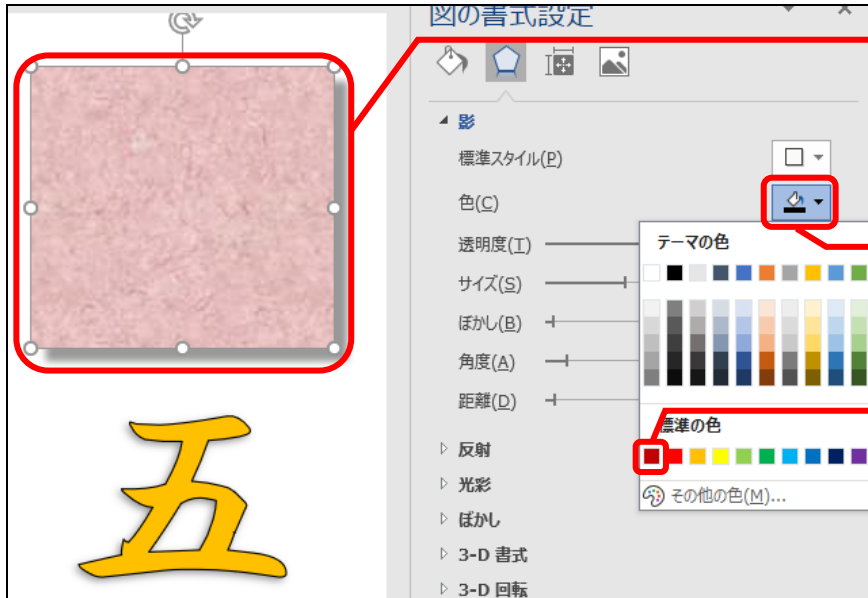 図の書式設定
影
標準スタイル(P)
色(C)
透明度(T)
サイズ(S)
ぼかし(B)
角度(A)
距離(D)
反射
光彩
ぼかし
3-D 書式
3-D 回転
テーマの色
標準の色
その他の色(M)...
五